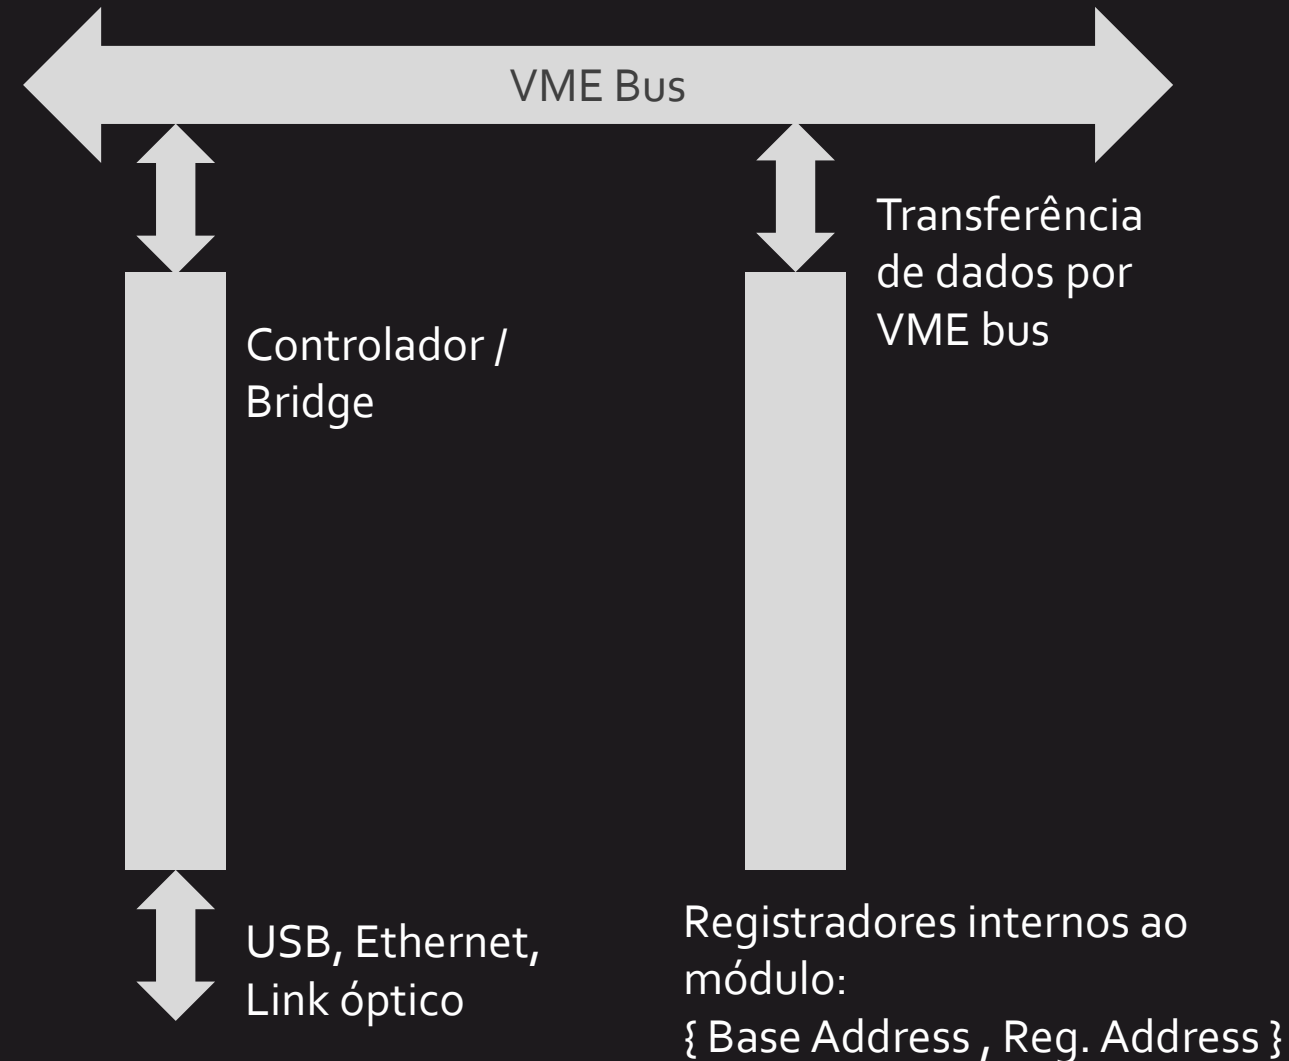 VME Bus
Transferência
de dados por
VME bus
Controlador /
Bridge
USB, Ethernet,
Link óptico
Registradores internos ao
módulo:
{ Base Address , Reg. Address }